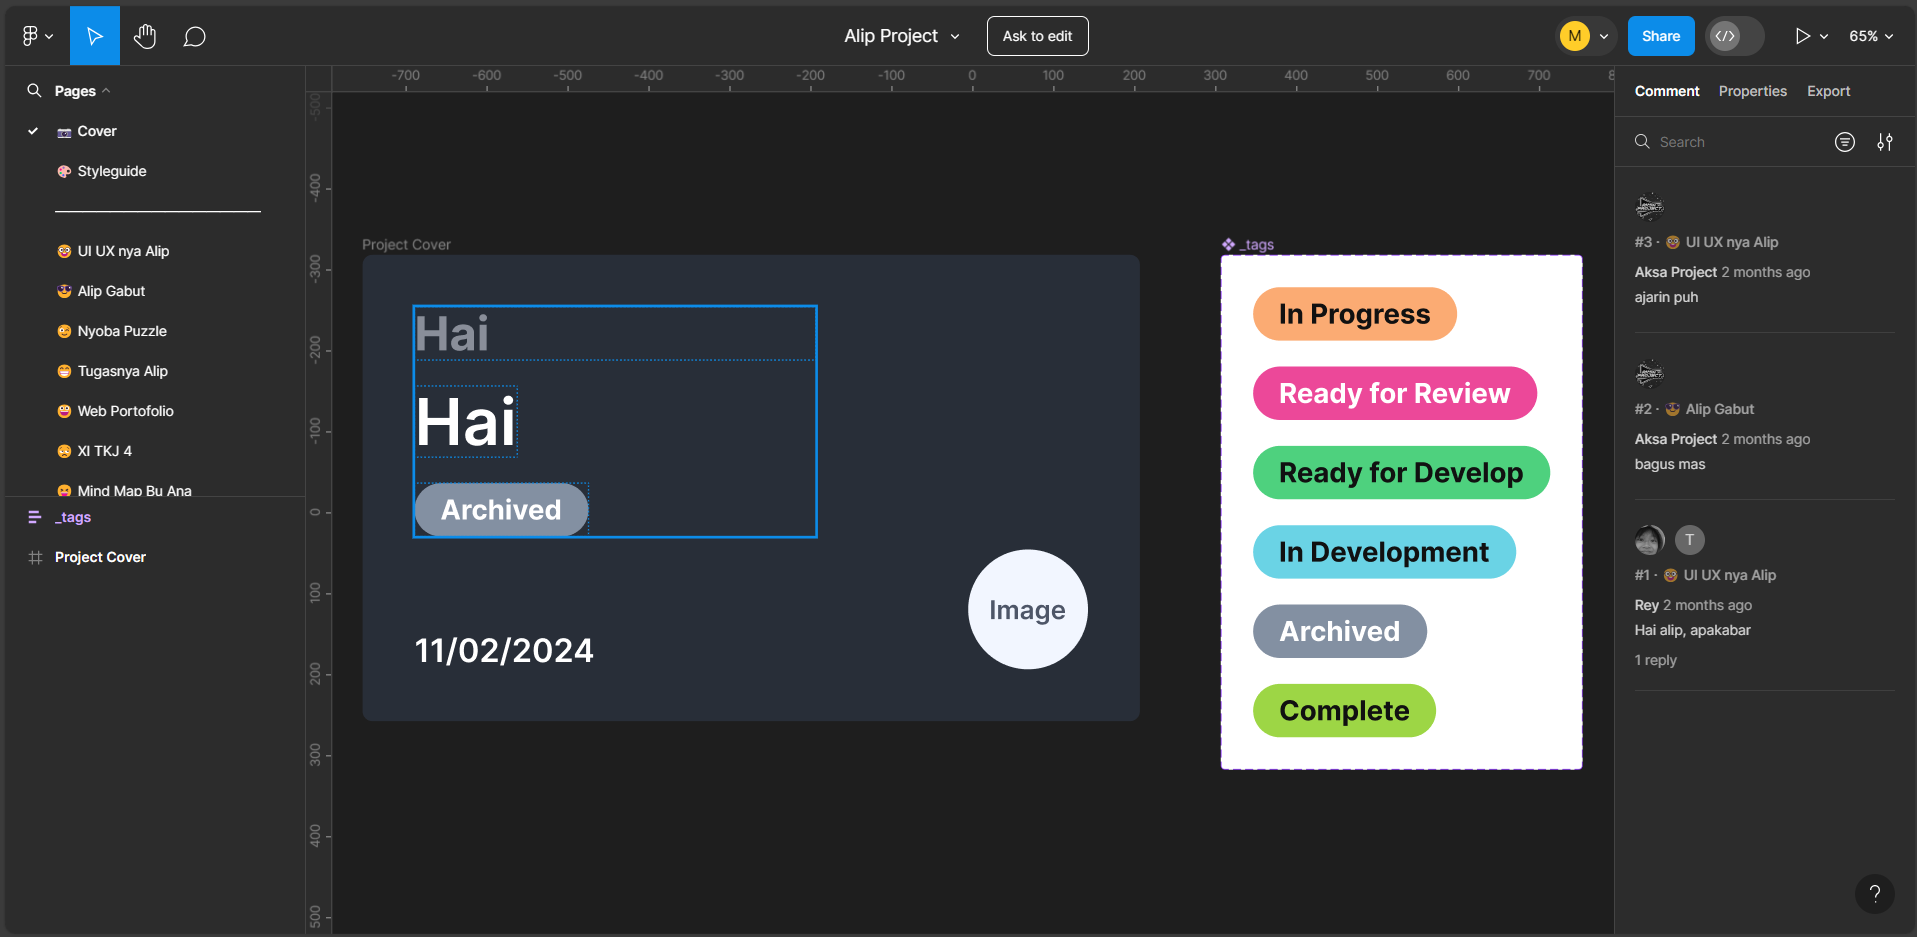 Alip Project
Ask to edit
M
Share
65%
Pages
Cover
Styleguide
UI UX nya Alip
Alip Gabut
Nyoba Puzzle
Tugasnya Alip
Web Portofolio
XI TKJ 4
Mind Map Bu Ana
_tags
Project Cover
-700 -600 -500 -400 -300 -200 -100 0 100 200 300 400 500 600 700 8
-500
-400
-300
-200
-100
0
100
200
300
400
500
Project Cover
Hai
Hai
Archived
11/02/2024
Image
_tags
In Progress
Ready for Review
Ready for Develop
In Development
Archived
Complete
Comment Properties Export
Search
#3 · UI UX nya Alip
Aksa Project 2 months ago
ajarin puh
#2 · Alip Gabut
Aksa Project 2 months ago
bagus mas
T
#1 · UI UX nya Alip
Rey 2 months ago
Hai alip, apakabar
1 reply
?